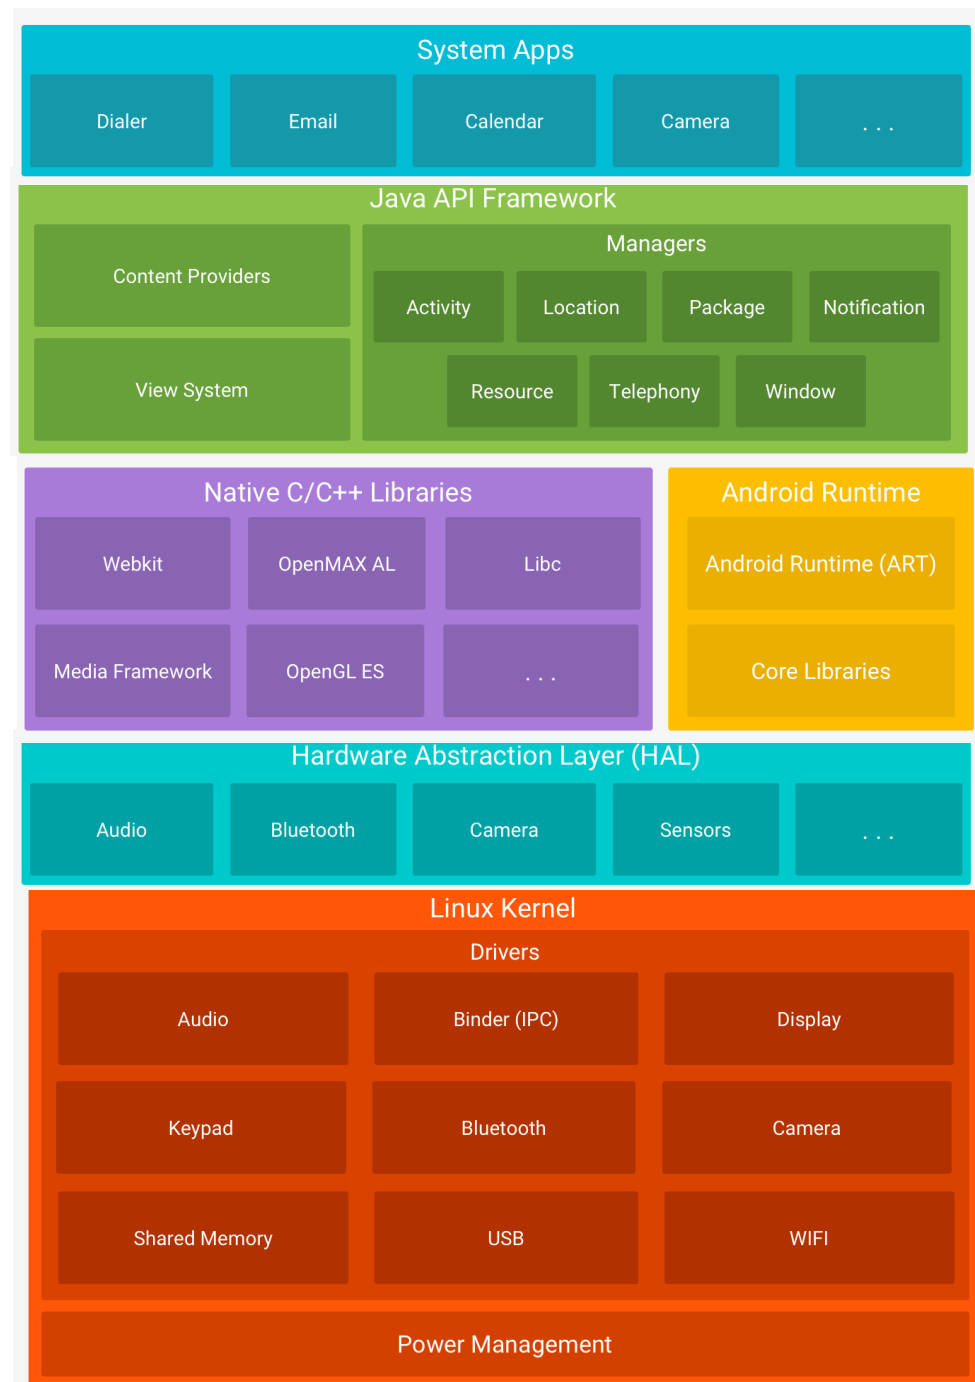 System Apps
Dialer
Email
Calendar
Camera
. . .
Java API Framework
Content Providers
View System
Managers
Activity
Location
Package
Notification
Resource
Telephony
Window
Native C/C++ Libraries
Webkit
OpenMAX AL
Libc
Media Framework
OpenGL ES
. . .
Android Runtime
Android Runtime (ART)
Core Libraries
Hardware Abstraction Layer (HAL)
Audio
Bluetooth
Camera
Sensors
. . .
Linux Kernel
Drivers
Audio
Binder (IPC)
Display
Keypad
Bluetooth
Camera
Shared Memory
USB
WIFI
Power Management